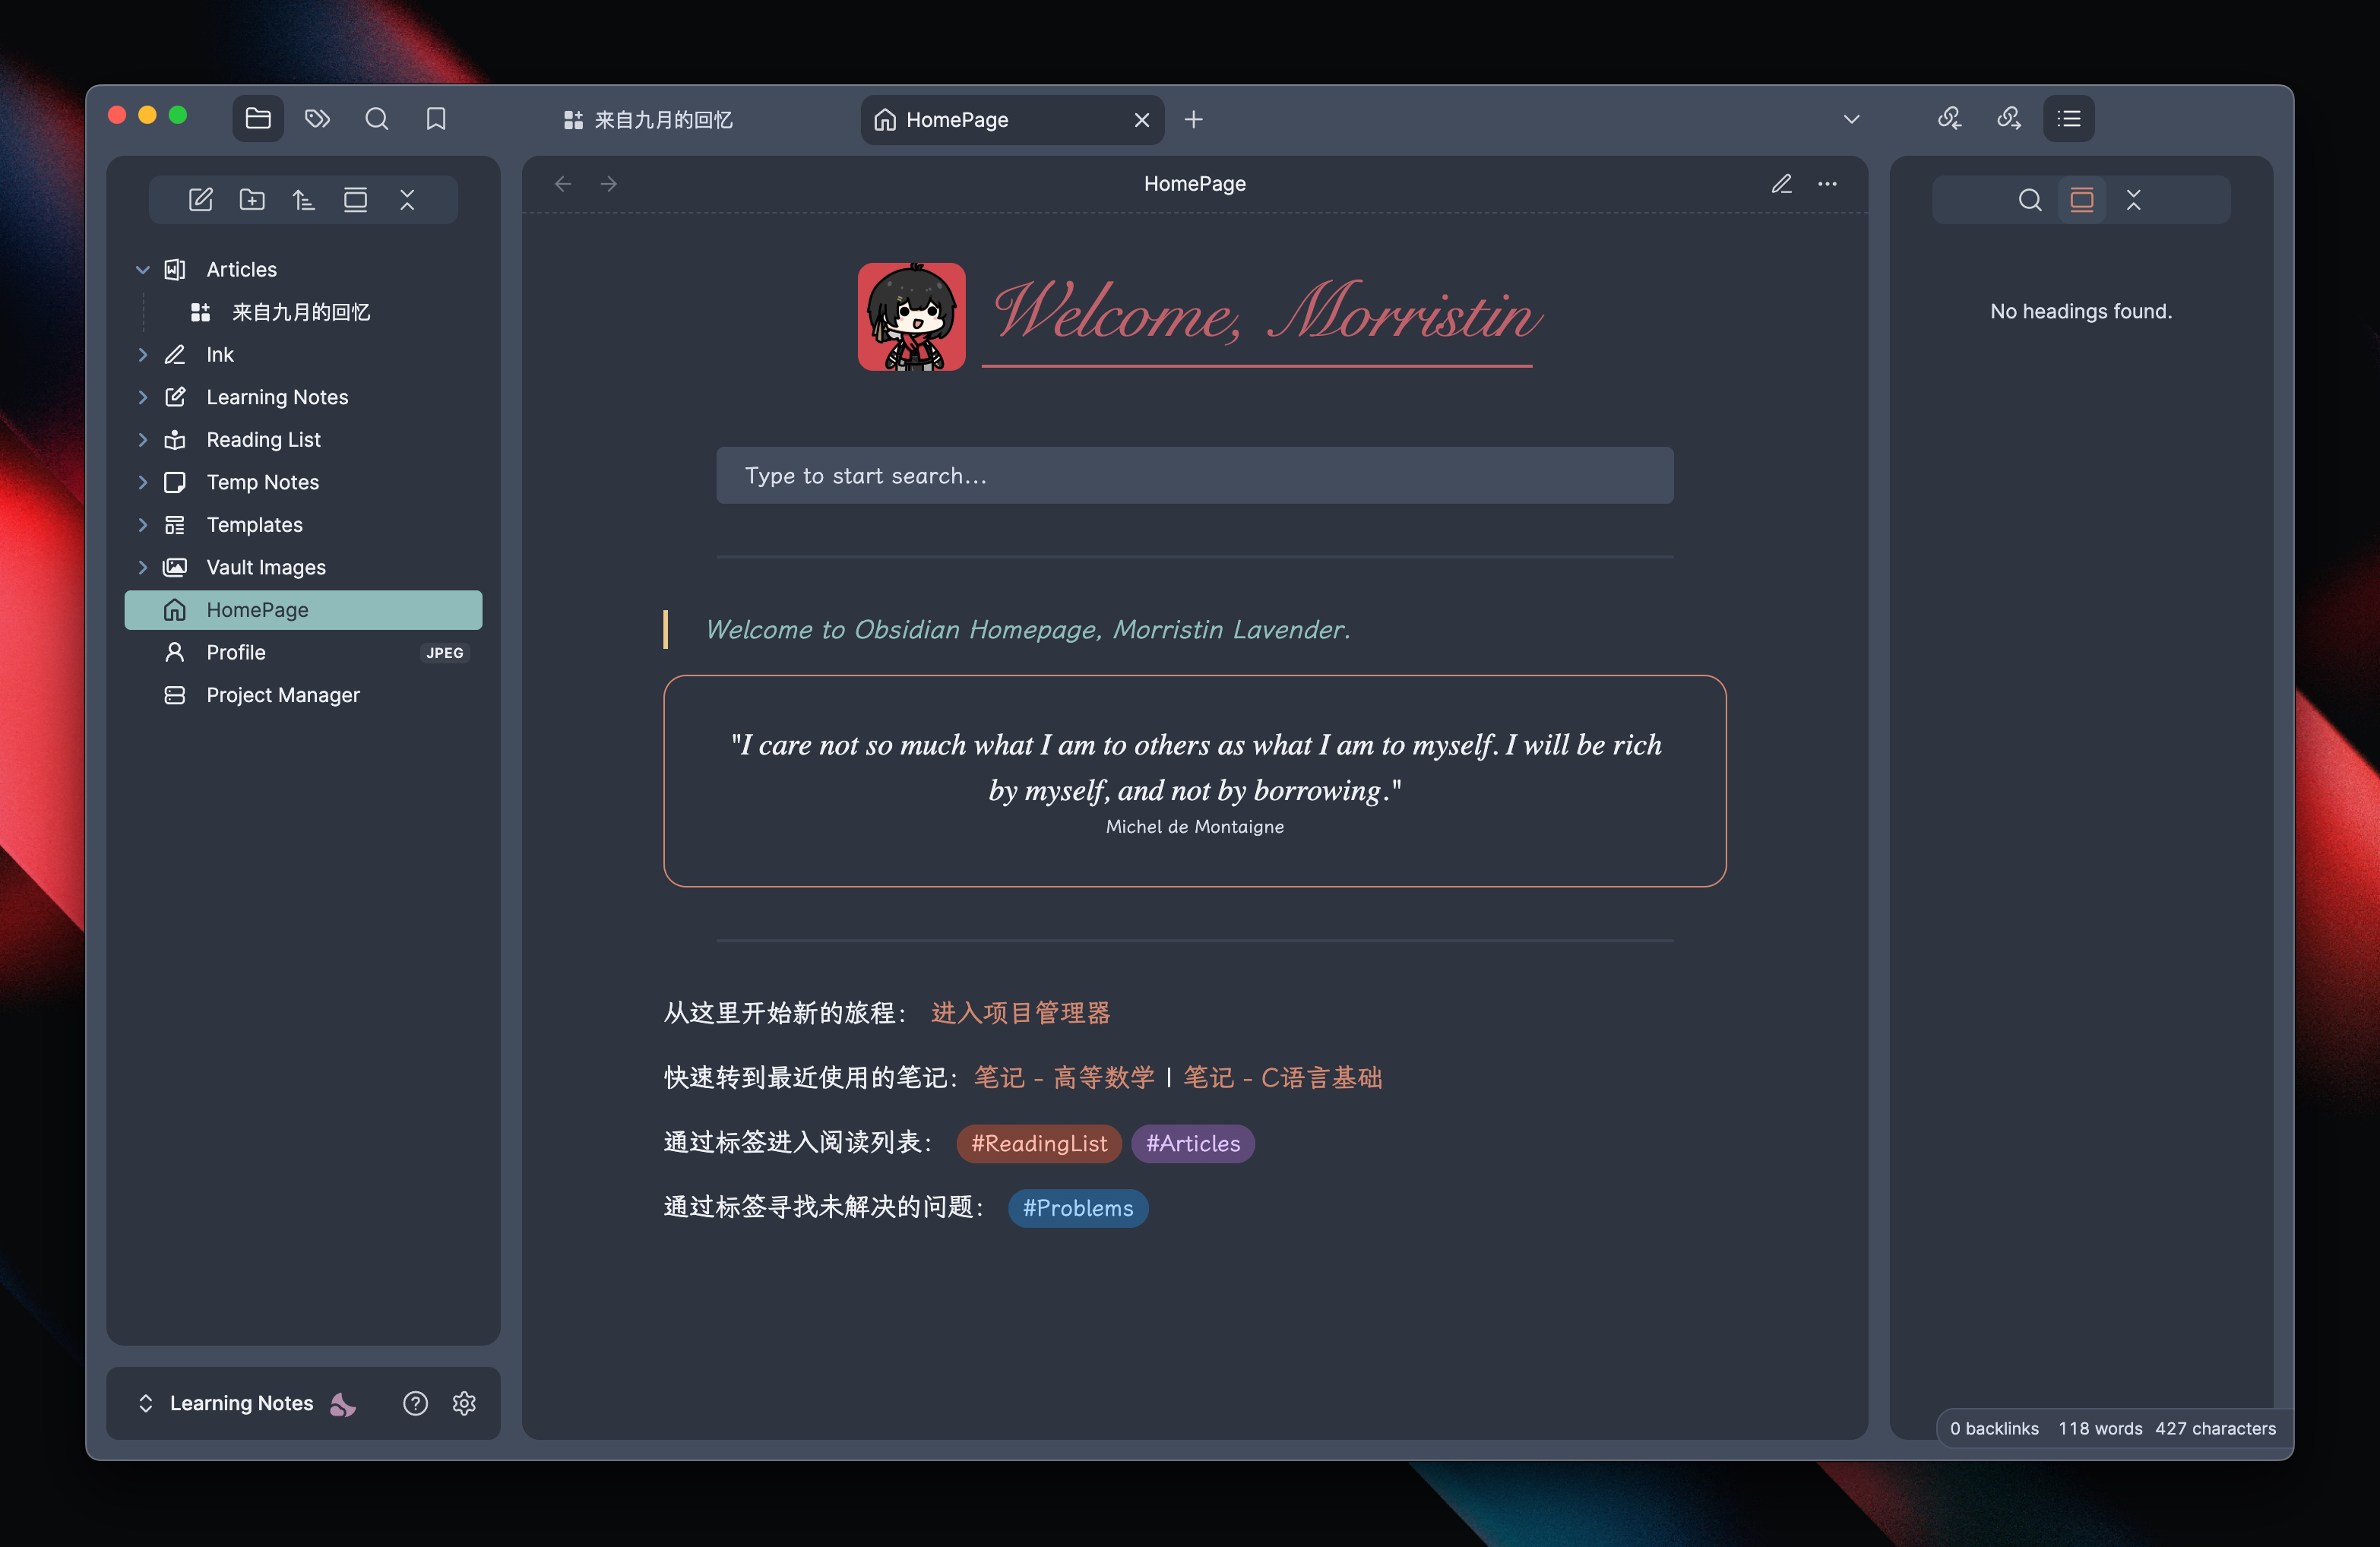 来自九月的回忆
HomePage
HomePage
Articles
来自九月的回忆
Ink
Learning Notes
Reading List
Temp Notes
Templates
Vault Images
HomePage
Profile JPEG
Project Manager
Learning Notes
Welcome, Morristin
Type to start search...
Welcome to Obsidian Homepage, Morristin Lavender.
"I care not so much what I am to others as what I am to myself. I will be rich
by myself, and not by borrowing."
Michel de Montaigne
从这里开始新的旅程： 进入项目管理器
快速转到最近使用的笔记：笔记 - 高等数学 | 笔记 - C语言基础
通过标签进入阅读列表： #ReadingList #Articles
通过标签寻找未解决的问题： #Problems
No headings found.
0 backlinks 118 words 427 characters